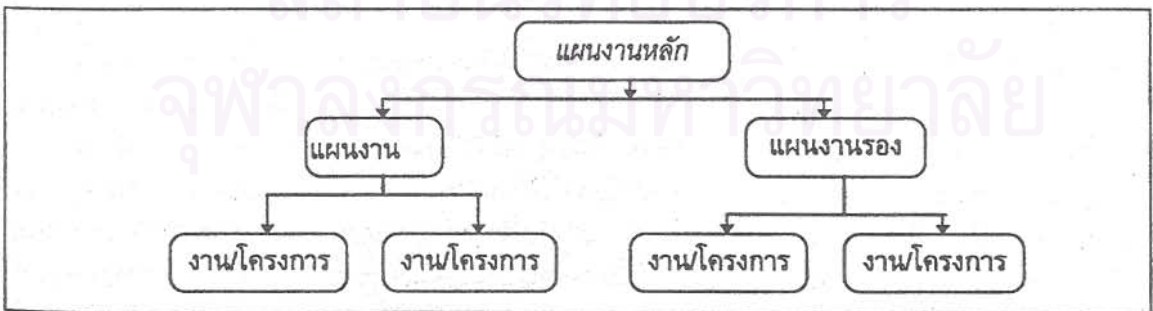 แผนงานหลัก
จุฬาลงกรณ์มหาวิทยาลัย
แผนงาน แผนงานรอง
งาน/โครงการ งาน/โครงการ งาน/โครงการ งาน/โครงการ